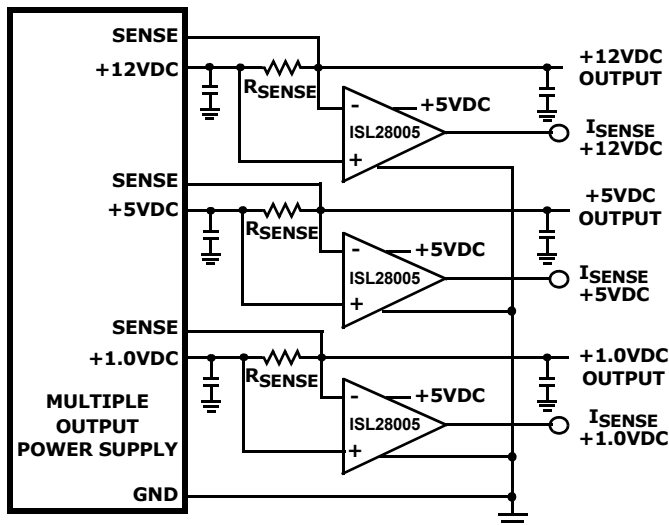 SENSE
+12VDC
RSENSE
+12VDC
OUTPUT
-
+5VDC
ISL28005
+
ISENSE
+12VDC
SENSE
+5VDC
RSENSE
+5VDC
OUTPUT
-
+5VDC
ISL28005
+
ISENSE
+5VDC
SENSE
+1.0VDC
RSENSE
+1.0VDC
OUTPUT
-
+5VDC
ISL28005
+
ISENSE
+1.0VDC
MULTIPLE
OUTPUT
POWER SUPPLY
GND